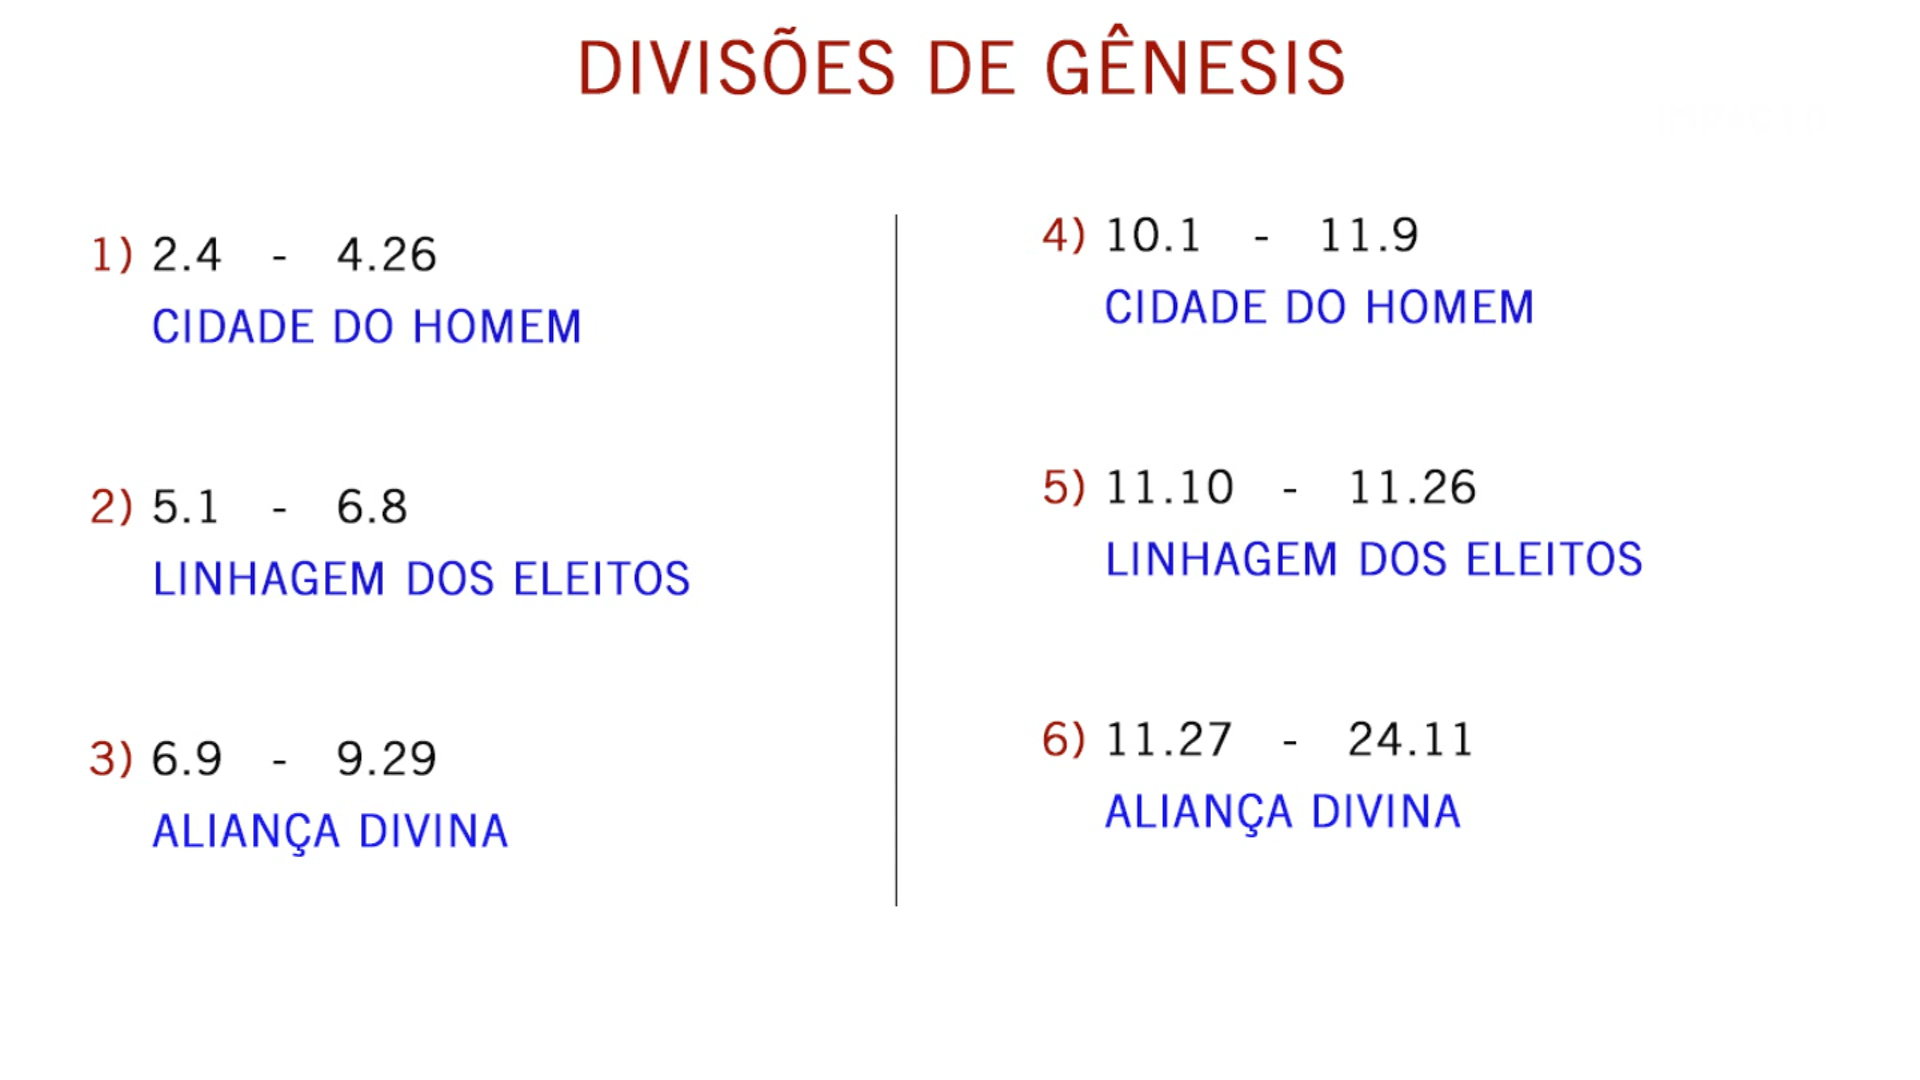 DIVISÕES DE GÊNESIS
1) 2.4 - 4.26
CIDADE DO HOMEM
2) 5.1 - 6.8
LINHAGEM DOS ELEITOS
3) 6.9 - 9.29
ALIANÇA DIVINA
4) 10.1 - 11.9
CIDADE DO HOMEM
5) 11.10 - 11.26
LINHAGEM DOS ELEITOS
6) 11.27 - 24.11
ALIANÇA DIVINA